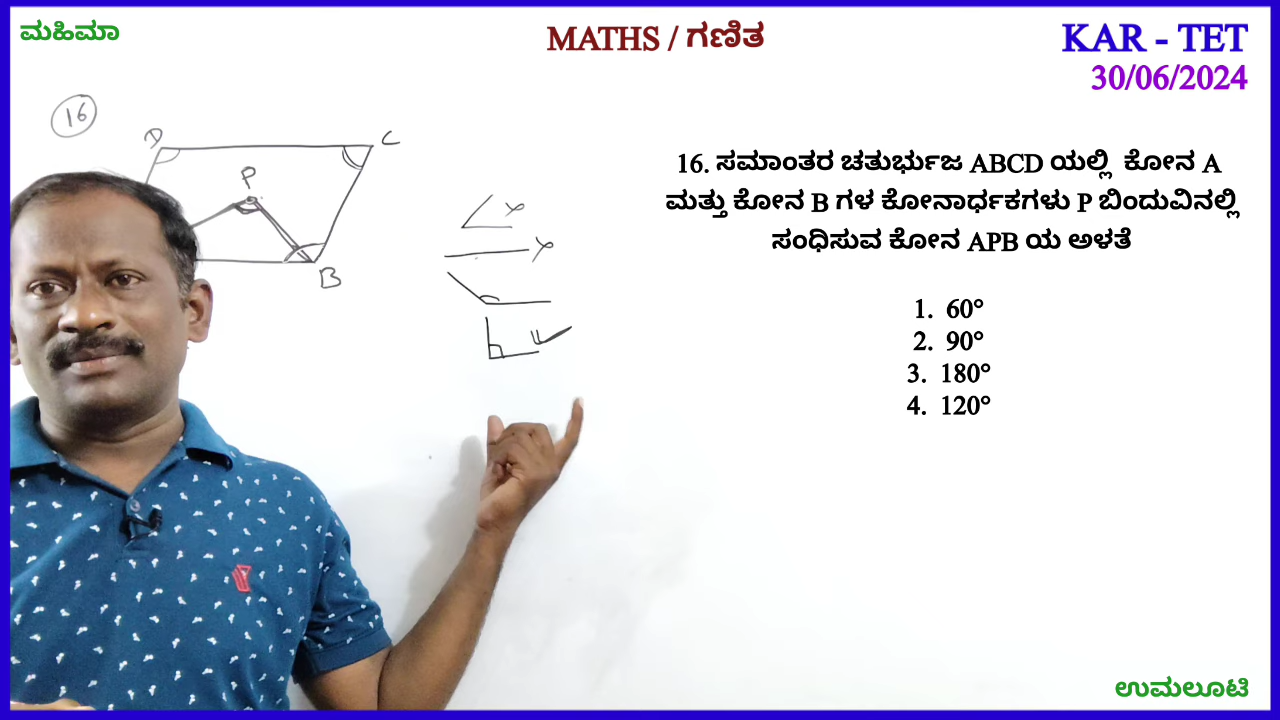 ಮಹಿಮಾ
MATHS / ಗಣಿತ
KAR - TET
30/06/2024
16
D
C
P
B
x
x
16. ಸಮಾಂತರ ಚತುರ್ಭುಜ ABCD ಯಲ್ಲಿ ಕೋನ A
ಮತ್ತು ಕೋನ B ಗಳ ಕೋನಾರ್ಧಕಗಳು P ಬಿಂದುವಿನಲ್ಲಿ
ಸಂಧಿಸುವ ಕೋನ APB ಯ ಅಳತೆ
1. 60°
2. 90°
3. 180°
4. 120°
ಉಮಲೂಟಿ